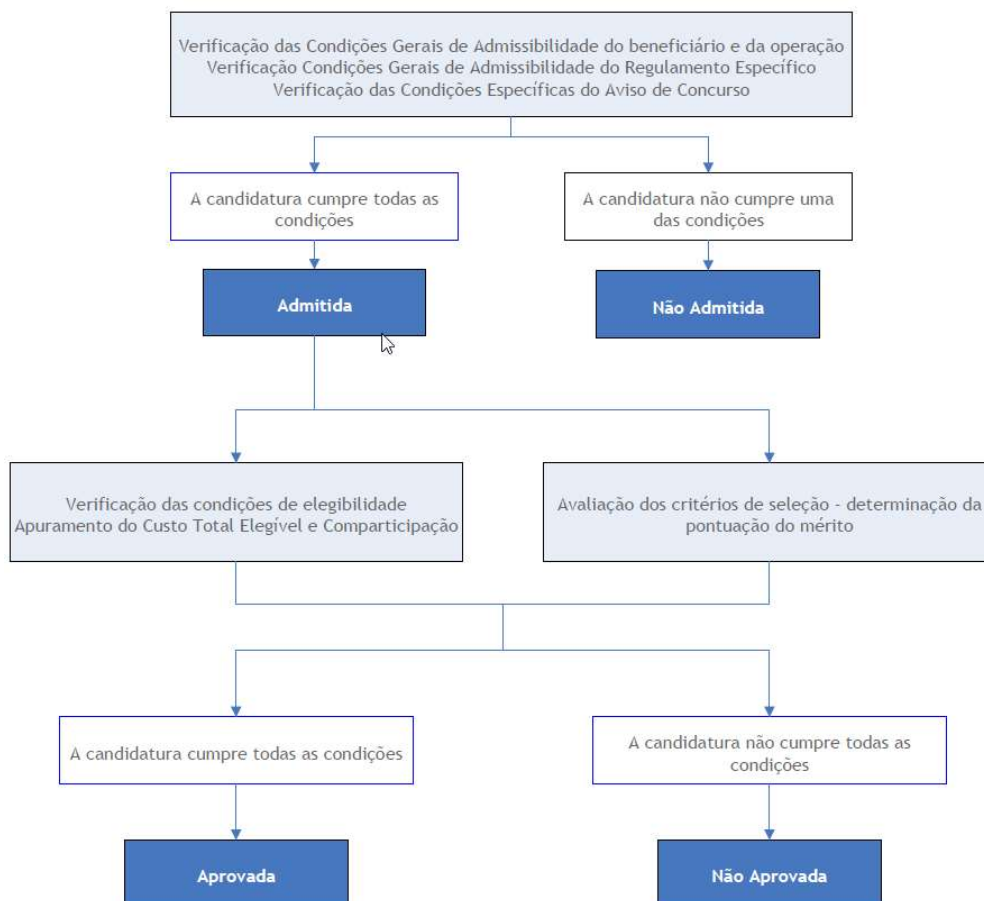 Verificação das Condições Gerais de Admissibilidade do beneficiário e da operação
Verificação Condições Gerais de Admissibilidade do Regulamento Específico
Verificação das Condições Específicas do Aviso de Concurso
A candidatura cumpre todas as
condições
A candidatura não cumpre uma
das condições
Admitida
Não Admitida
Verificação das condições de elegibilidade
Apuramento do Custo Total Elegível e Comparticipação
Avaliação dos critérios de seleção - determinação da
pontuação do mérito
A candidatura cumpre todas as condições
A candidatura não cumpre todas as
condições
Aprovada
Não Aprovada